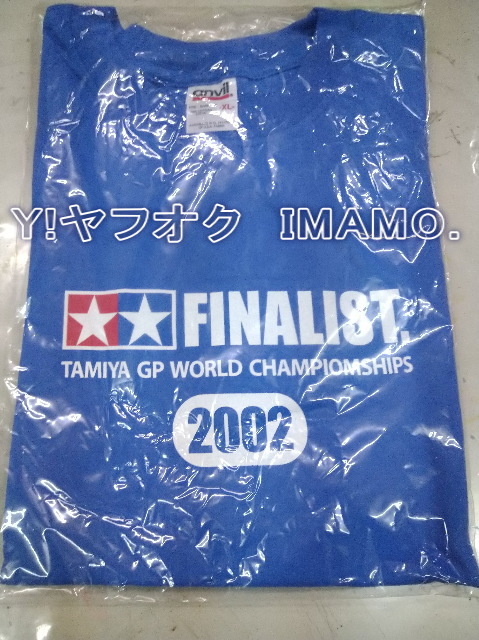 anvil
XL
Y!ヤフオク IMAMO.
FINALIST.
TAMIYA GP WORLD CHAMPIOMSHIPS
2002